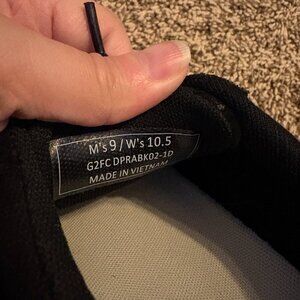 M's 9 / W's 10.5
G2FC DPRABK02-1D
MADE IN VIETNAM